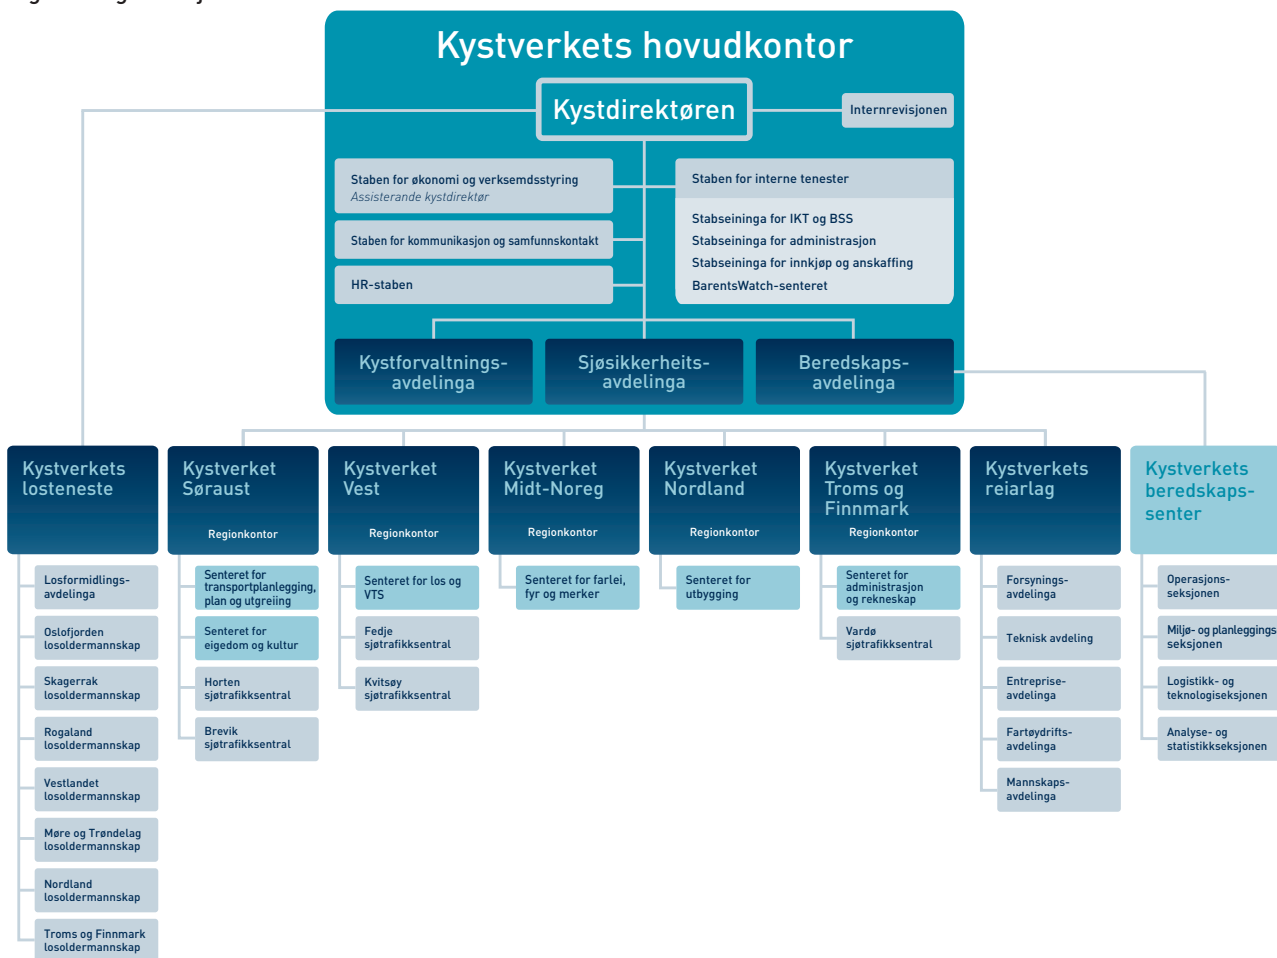 Kystverkets hovudkontor
Kystdirektøren
Internrevisjonen
Staben for økonomi og verksemdsstyring
Assisterande kystdirektør
Staben for kommunikasjon og samfunnskontakt
HR-staben
Staben for interne tenester
Stabseininga for IKT og BSS
Stabseininga for administrasjon
Stabseininga for innkjøp og anskaffing
BarentsWatch-senteret
Kystforvaltnings-
avdelinga
Sjøsikkerheits-
avdelinga
Beredskaps-
avdelinga
Kystverkets
losteneste
Losformidlings-
avdelinga
Oslofjorden
losoldermannskap
Skagerrak
losoldermannskap
Rogaland
losoldermannskap
Vestlandet
losoldermannskap
Møre og Trøndelag
losoldermannskap
Nordland
losoldermannskap
Troms og Finnmark
losoldermannskap
Kystverket
Søraust
Regionkontor
Senteret for
transportplanlegging,
plan og utgreiing
Senteret for
eigedom og kultur
Horten
sjøtrafikksentral
Brevik
sjøtrafikksentral
Kystverket
Vest
Regionkontor
Senteret for los og
VTS
Fedje
sjøtrafikksentral
Kvitsøy
sjøtrafikksentral
Kystverket
Midt-Noreg
Regionkontor
Senteret for farlei,
fyr og merker
Kystverket
Nordland
Regionkontor
Senteret for
utbygging
Kystverket
Troms og
Finnmark
Regionkontor
Senteret for
administrasjon
og rekneskap
Vardø
sjøtrafikksentral
Kystverkets
reiarlag
Forsynings-
avdelinga
Teknisk avdeling
Entreprise-
avdelinga
Fartøydrifts-
avdelinga
Mannskaps-
avdelinga
Kystverkets
beredskaps-
senter
Operasjons-
seksjonen
Miljø- og planleggings
seksjonen
Logistikk- og
teknologiseksjonen
Analyse- og
statistikkseksjonen